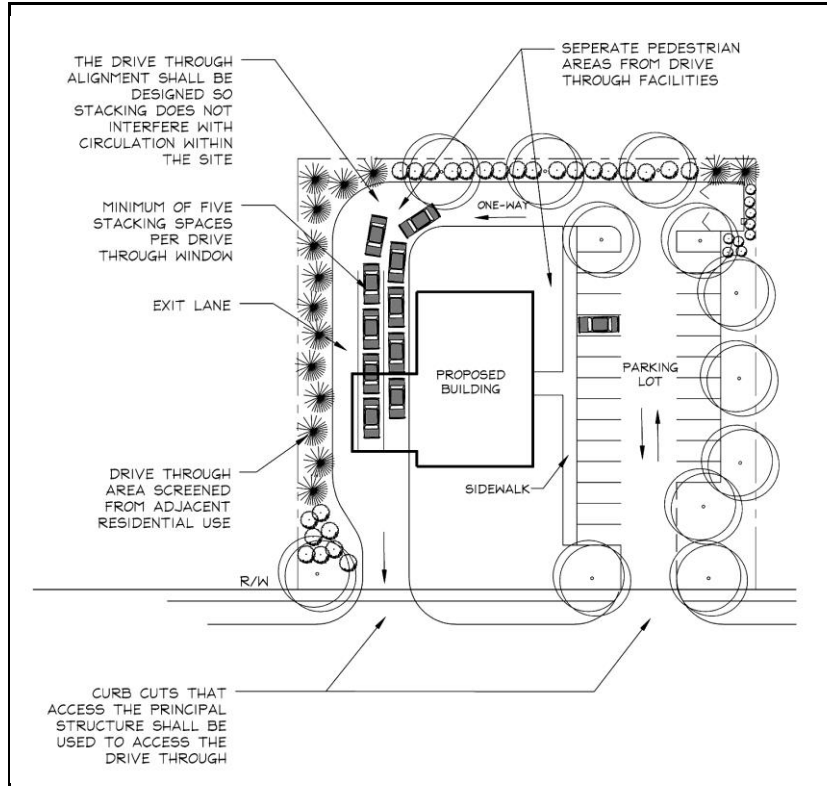 THE DRIVE THROUGH
ALIGNMENT SHALL BE
DESIGNED SO
STACKING DOES NOT
INTERFERE WITH
CIRCULATION WITHIN
THE SITE
SEPERATE PEDESTRIAN
AREAS FROM DRIVE
THROUGH FACILITIES
MINIMUM OF FIVE
STACKING SPACES
PER DRIVE
THROUGH WINDOW
ONE-WAY
EXIT LANE
PROPOSED
BUILDING
PARKING
LOT
DRIVE THROUGH
AREA SCREENED
FROM ADJACENT
RESIDENTIAL USE
SIDEWALK
R/W
CURB CUTS THAT
ACCESS THE PRINCIPAL
STRUCTURE SHALL BE
USED TO ACCESS THE
DRIVE THROUGH